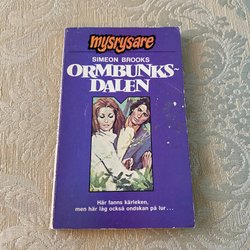 mysrysare
SIMEON BROOKS
ORMBUNKS-
DALEN
Här fanns kärleken,
men här låg också ondskan på lur...